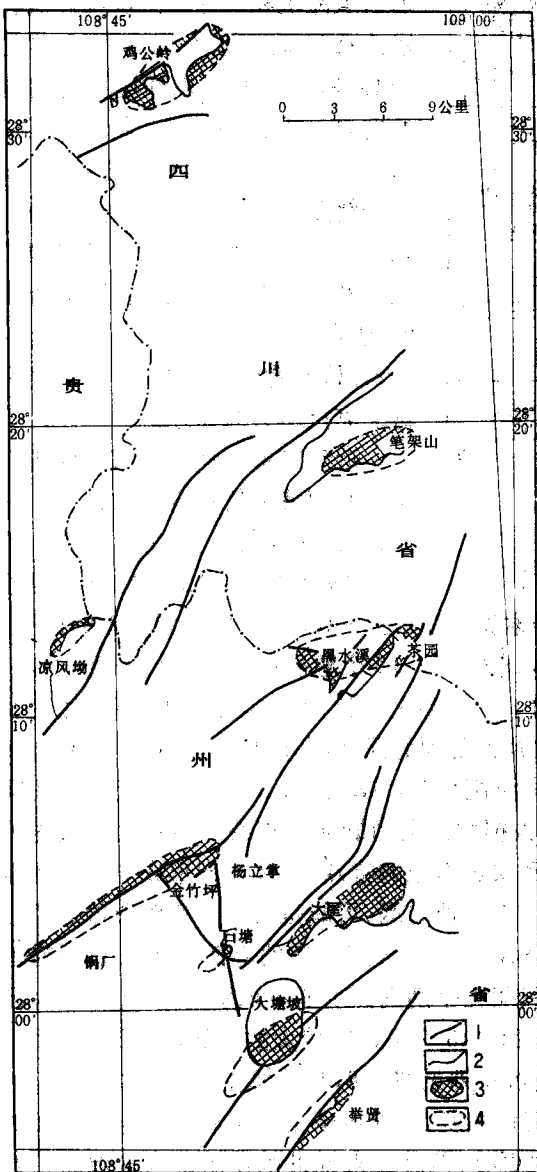 108°45′
109°00′
鸡公岭
0 3 6 9公里
28°
30′
28°
30′
四
贵
川
28°
20′
28°
20′
笔架山
省
凉风坳
黑水溪
茶园
28°
10′
28°
10′
州
杨立掌
金竹坪
大屋
石塘
铜厂
大塘坡
省
28°
00′
28°
00′
1
2
3
4
举贤
108°45′